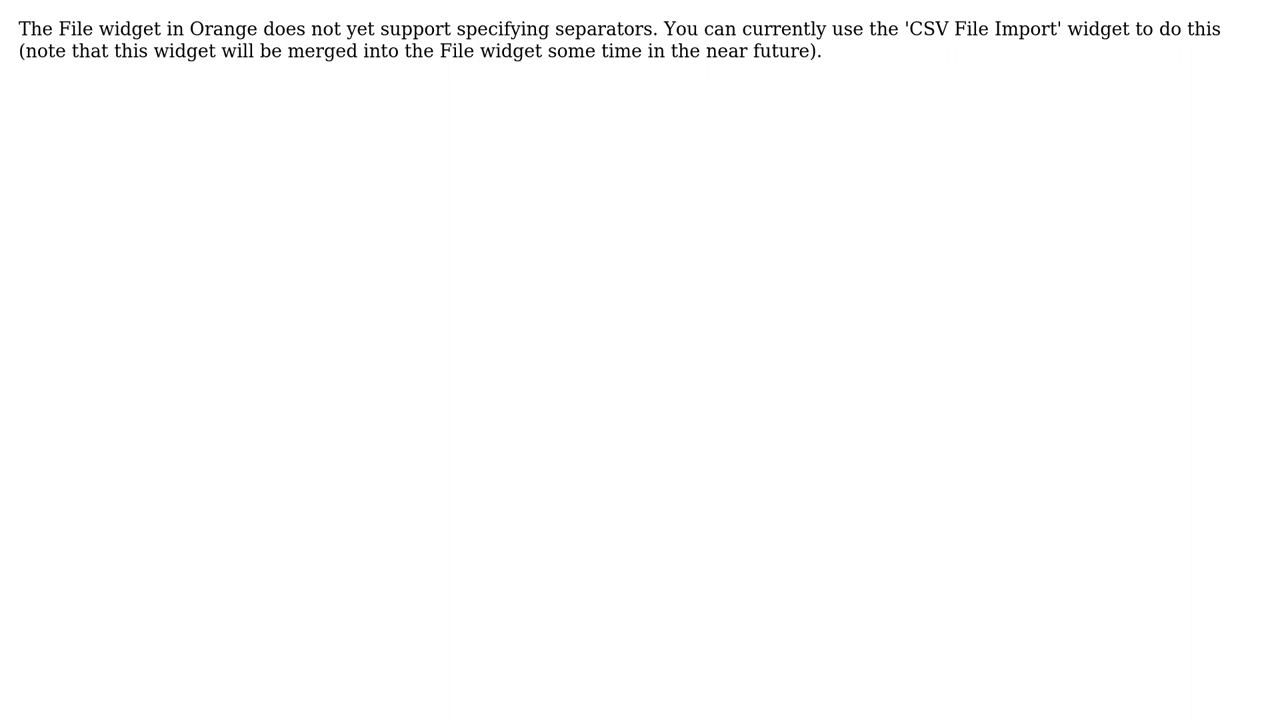 The File widget in Orange does not yet support specifying separators. You can currently use the 'CSV File Import' widget to do this
(note that this widget will be merged into the File widget some time in the near future).